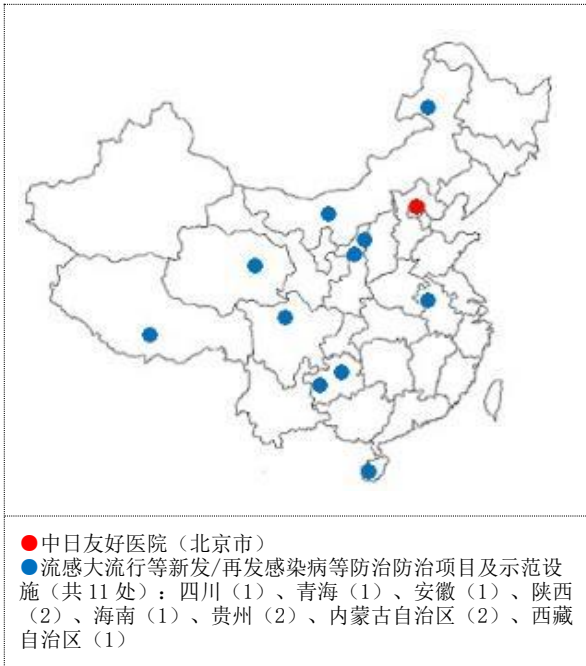 ●中日友好医院（北京市）
●流感大流行等新发/再发感染病等防治防治项目及示范设
施（共 11 处）：四川（1）、青海（1）、安徽（1）、陕西
（2）、海南（1）、贵州（2）、内蒙古自治区（2）、西藏
自治区（1）